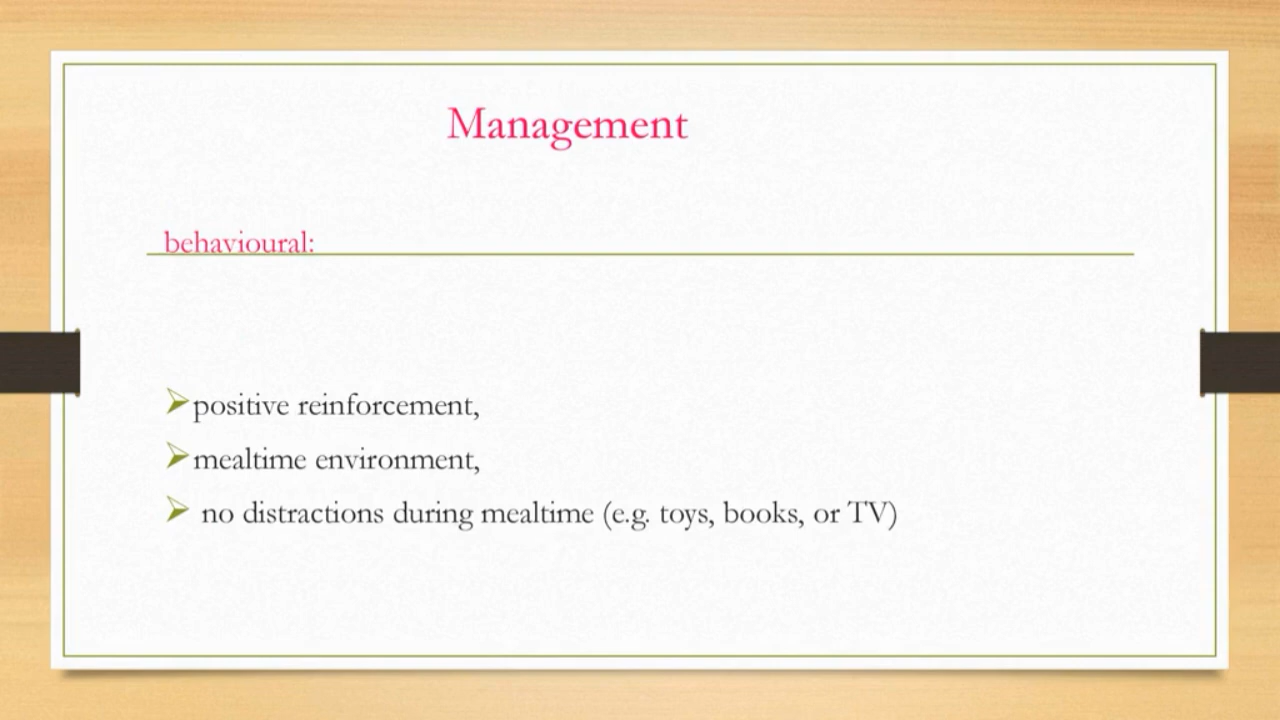 Management
behavioural:
positive reinforcement,
mealtime environment,
no distractions during mealtime (e.g. toys, books, or TV)